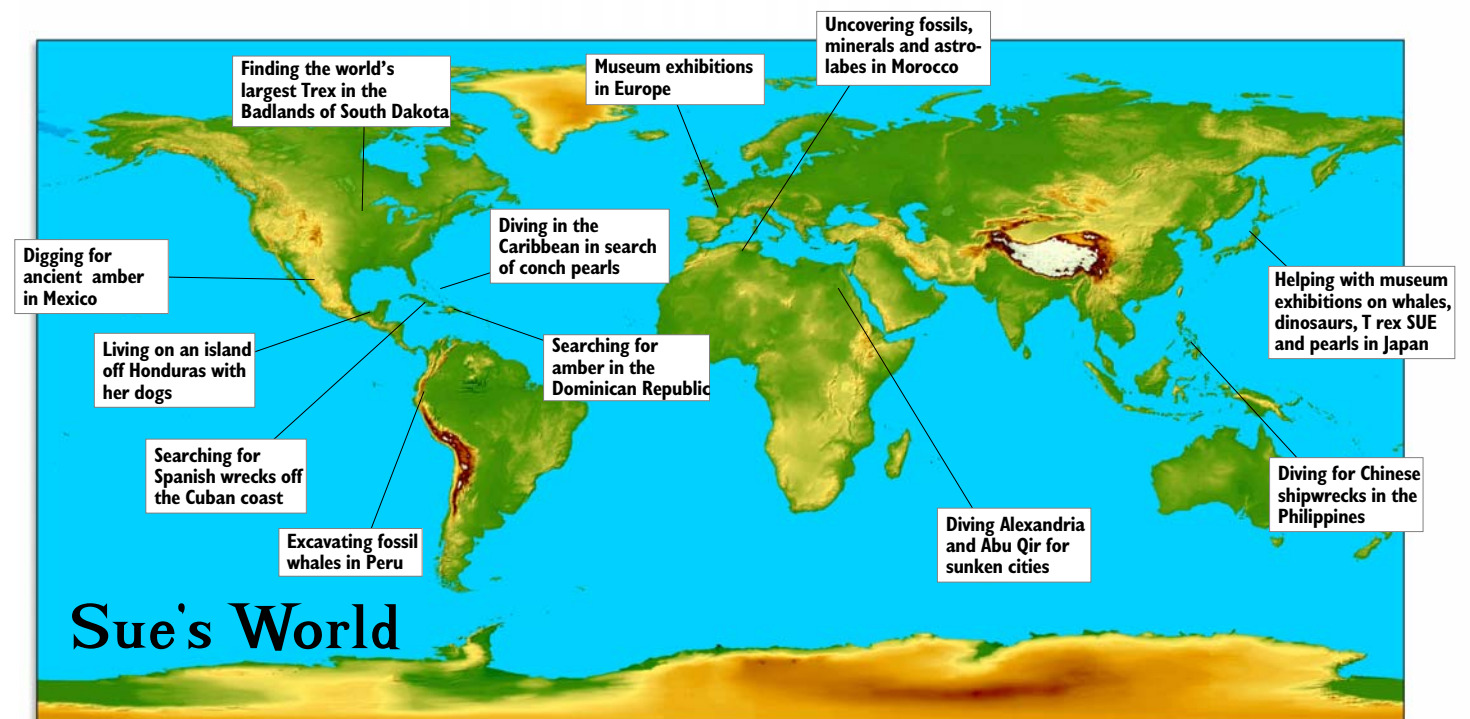 Uncovering fossils,
minerals and astro-
labes in Morocco
Finding the world's
largest Trex in the
Badlands of South Dakota
Museum exhibitions
in Europe
Diving in the
Caribbean in search
of conch pearls
Digging for
ancient amber
in Mexico
Helping with museum
exhibitions on whales,
dinosaurs, T rex SUE
and pearls in Japan
Living on an island
off Honduras with
her dogs
Searching for
amber in the
Dominican Republic
Searching for
Spanish wrecks off
the Cuban coast
Diving for Chinese
shipwrecks in the
Philippines
Excavating fossil
whales in Peru
Diving Alexandria
and Abu Qir for
sunken cities
Sue's World